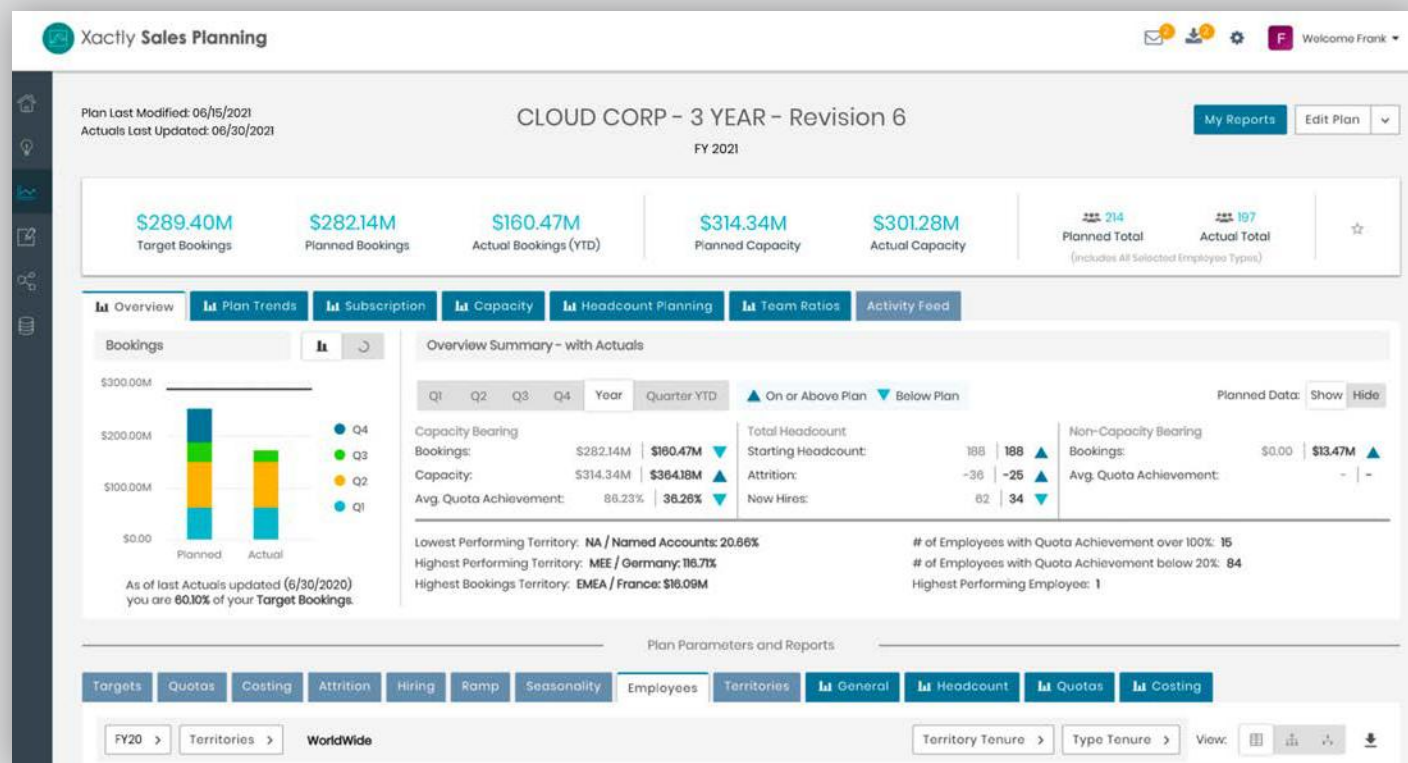 Xactly Sales Planning
2
2
F
Welcome Frank
Plan Last Modified: 06/15/2021
Actuals Last Updated: 06/30/2021
CLOUD CORP - 3 YEAR - Revision 6
FY 2021
My Reports
Edit Plan
$289.40M $282.14M $160.47M $314.34M $301.28M 214 197
Target Bookings Planned Bookings Actual Bookings (YTD) Planned Capacity Actual Capacity Planned Total Actual Total
(includes All Selected Employee Types)
Overview Plan Trends Subscription Capacity Headcount Planning Team Ratios Activity Feed
Bookings
$300.00M
$200.00M
$100.00M
$0.00
Planned Actual
Q4
Q3
Q2
Q1
As of last Actuals updated (6/30/2020)
you are 60.10% of your Target Bookings.
Overview Summary - with Actuals
Q1 Q2 Q3 Q4 Year Quarter YTD On or Above Plan Below Plan Planned Data: Show Hide
Capacity Bearing
Bookings: $282.14M $160.47M
Capacity: $314.34M $364.18M
Avg. Quota Achievement: 86.23% 36.26%
Total Headcount
Starting Headcount: 188 188
Attrition: -36 -25
New Hires: 62 34
Non-Capacity Bearing
Bookings: $0.00 $13.47M
Avg. Quota Achievement: - -
Lowest Performing Territory: NA / Named Accounts: 20.66%
Highest Performing Territory: MEE / Germany: 116.71%
Highest Bookings Territory: EMEA / France: $16.09M
# of Employees with Quota Achievement over 100%: 15
# of Employees with Quota Achievement below 20%: 84
Highest Performing Employee: 1
Plan Parameters and Reports
Targets Quotas Costing Attrition Hiring Ramp Seasonality Employees Territories General Headcount Quotas Costing
FY20 > Territories > WorldWide Territory Tenure > Type Tenure > View: